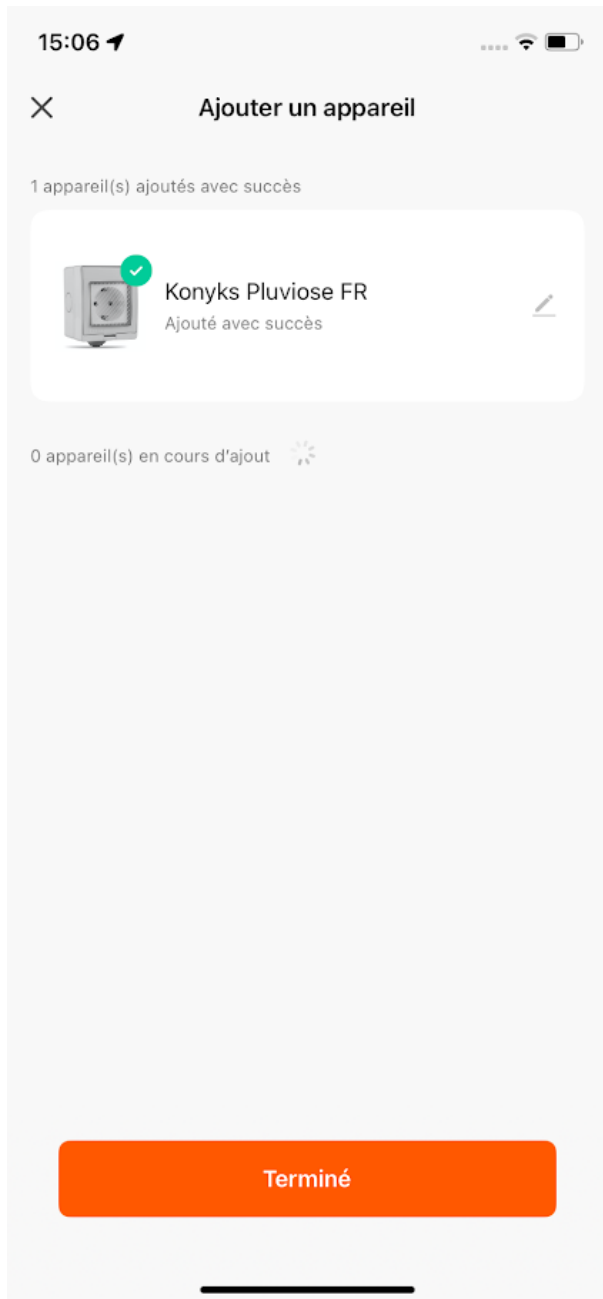 15:06
Ajouter un appareil
1 appareil(s) ajoutés avec succès
Konyks Pluviose FR
Ajouté avec succès
0 appareil(s) en cours d'ajout
Terminé